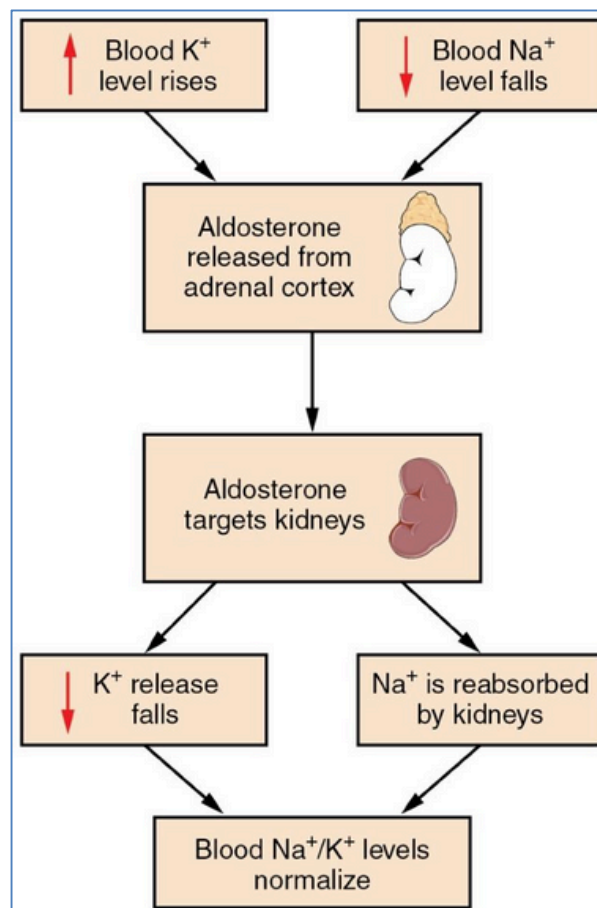 Blood K⁺
level rises
Blood Na⁺
level falls
Aldosterone
released from
adrenal cortex
Aldosterone
targets kidneys
K⁺ release
falls
Na⁺ is reabsorbed
by kidneys
Blood Na⁺/K⁺ levels
normalize